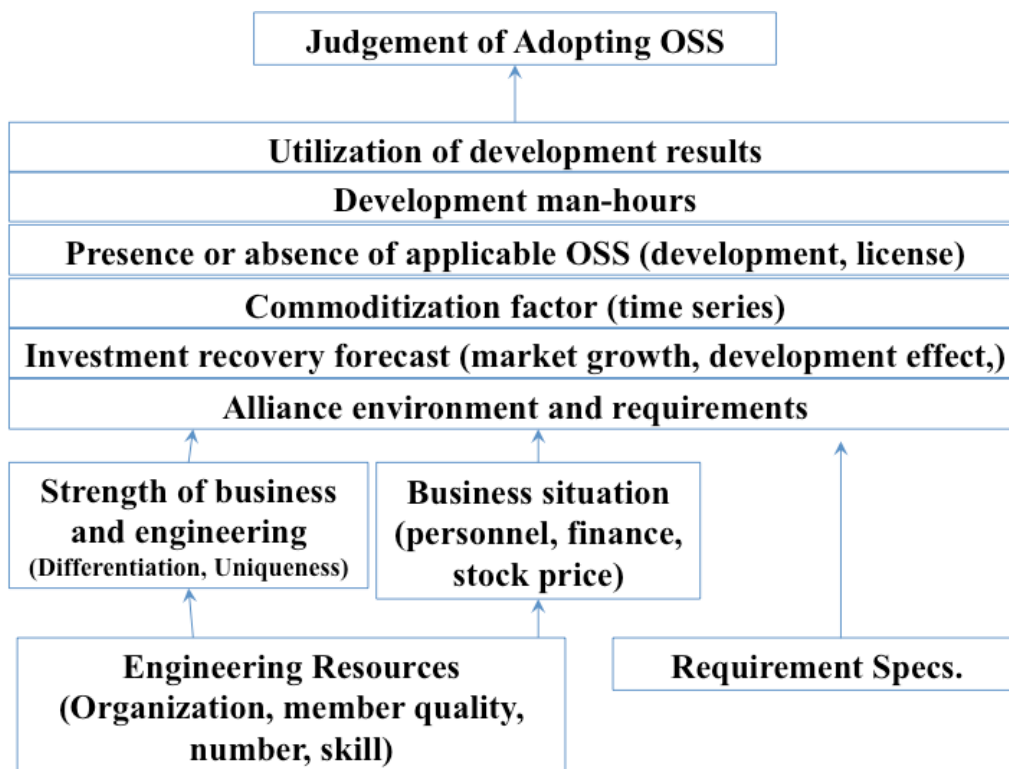 Judgement of Adopting OSS
Utilization of development results
Development man-hours
Presence or absence of applicable OSS (development, license)
Commoditization factor (time series)
Investment recovery forecast (market growth, development effect,)
Alliance environment and requirements
Strength of business
and engineering
(Differentiation, Uniqueness)
Business situation
(personnel, finance,
stock price)
Engineering Resources
(Organization, member quality,
number, skill)
Requirement Specs.